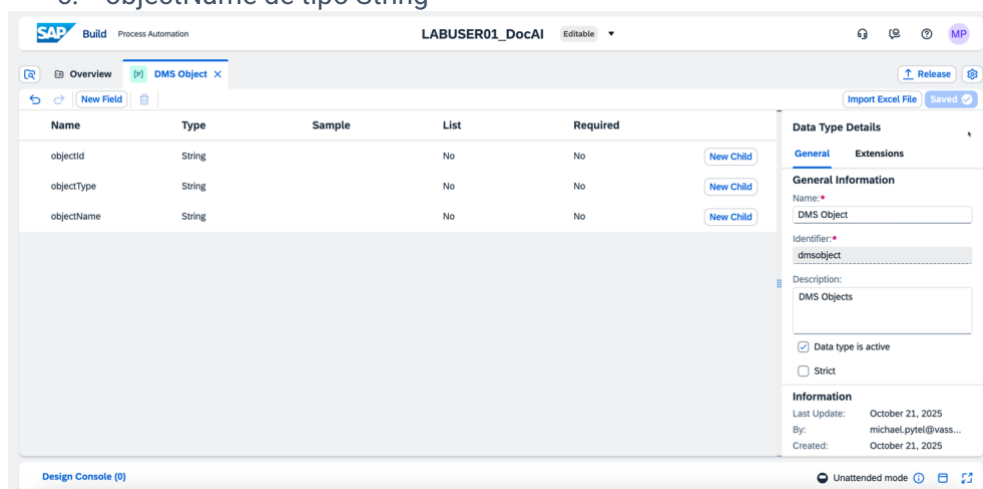 objectName de tipo String
SAP Build Process Automation LABUSER01_DocAI Editable MP
Overview DMS Object Release
New Field Import Excel File Saved
Name Type Sample List Required
objectId String No No New Child
objectType String No No New Child
objectName String No No New Child
Data Type Details
General Extensions
General Information
Name:*
DMS Object
Identifier:*
dmsobject
Description:
DMS Objects
Data type is active
Strict
Information
Last Update: October 21, 2025
By: michael.pytel@vass...
Created: October 21, 2025
Design Console (0) Unattended mode